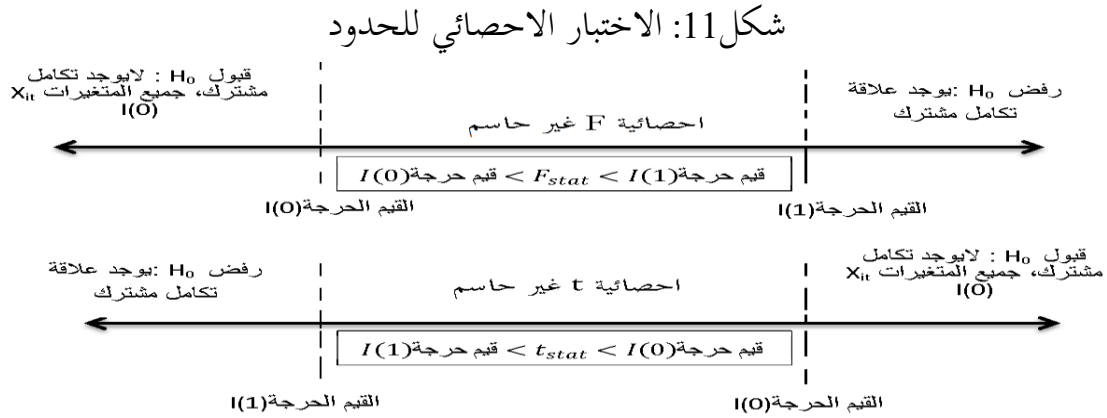 شكل11: الاختبار الاحصائي للحدود
رفض H₀ :يوجد علاقة
تكامل مشترك
احصائية F غير حاسم
قبول H₀ : لايوجد تكامل
مشترك، جميع المتغيرات Xᵢₜ
I(0)
قيم حرجة I(0) < F_stat < I(1) قيم حرجة
القيم الحرجة I(1)
القيم الحرجة I(0)
قبول H₀ : لايوجد تكامل
مشترك، جميع المتغيرات Xᵢₜ
I(0)
احصائية t غير حاسم
رفض H₀ :يوجد علاقة
تكامل مشترك
قيم حرجة I(1) < t_stat < I(0) قيم حرجة
القيم الحرجة I(0)
القيم الحرجة I(1)